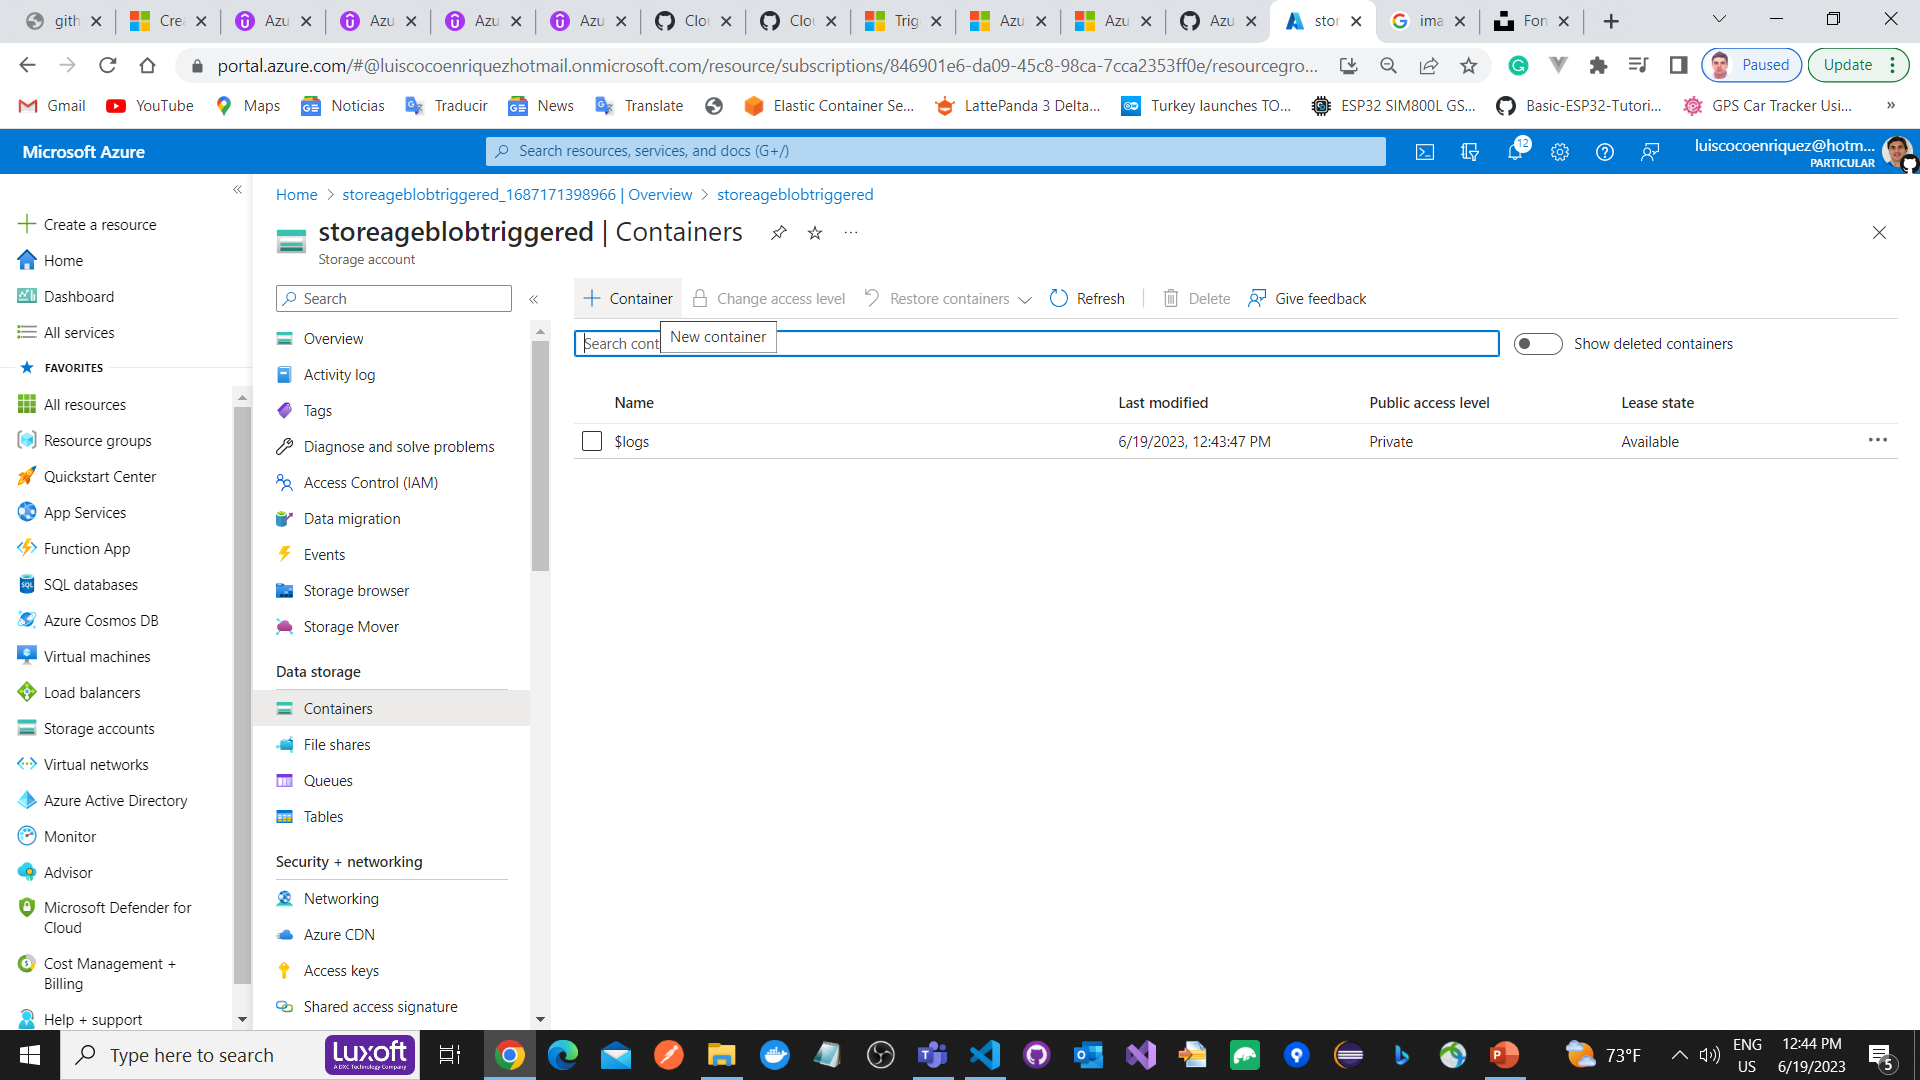 gith
Crea
Azu
Azu
Azu
Azu
Clou
Clou
Trig
Azu
Azu
Azu
stor
ima
Fon
portal.azure.com/#@luiscocoenriquezhotmail.onmicrosoft.com/resource/subscriptions/846901e6-da09-45c8-98ca-7cca2353ff0e/resourcegro...
Paused
Update
Gmail
YouTube
Maps
Noticias
Traducir
News
Translate
Elastic Container Se...
LattePanda 3 Delta...
Turkey launches TO...
ESP32 SIM800L GS...
Basic-ESP32-Tutori...
GPS Car Tracker Usi...
»
Microsoft Azure
Search resources, services, and docs (G+/)
12
luiscocoenriquez@hotm...
PARTICULAR
Create a resource
Home
Dashboard
All services
FAVORITES
All resources
Resource groups
Quickstart Center
App Services
Function App
SQL databases
Azure Cosmos DB
Virtual machines
Load balancers
Storage accounts
Virtual networks
Azure Active Directory
Monitor
Advisor
Microsoft Defender for
Cloud
Cost Management +
Billing
Help + support
Home > storeageblobtriggered_1687171398966 | Overview > storeageblobtriggered
storeageblobtriggered | Containers
Storage account
Search
Overview
Activity log
Tags
Diagnose and solve problems
Access Control (IAM)
Data migration
Events
Storage browser
Storage Mover
Data storage
Containers
File shares
Queues
Tables
Security + networking
Networking
Azure CDN
Access keys
Shared access signature
Container
Change access level
Restore containers
Refresh
Delete
Give feedback
Search cont
New container
Show deleted containers
Name Last modified Public access level Lease state
$logs 6/19/2023, 12:43:47 PM Private Available
Type here to search
luxoft
A DXC Technology Company
73°F
ENG
US
12:44 PM
6/19/2023
5